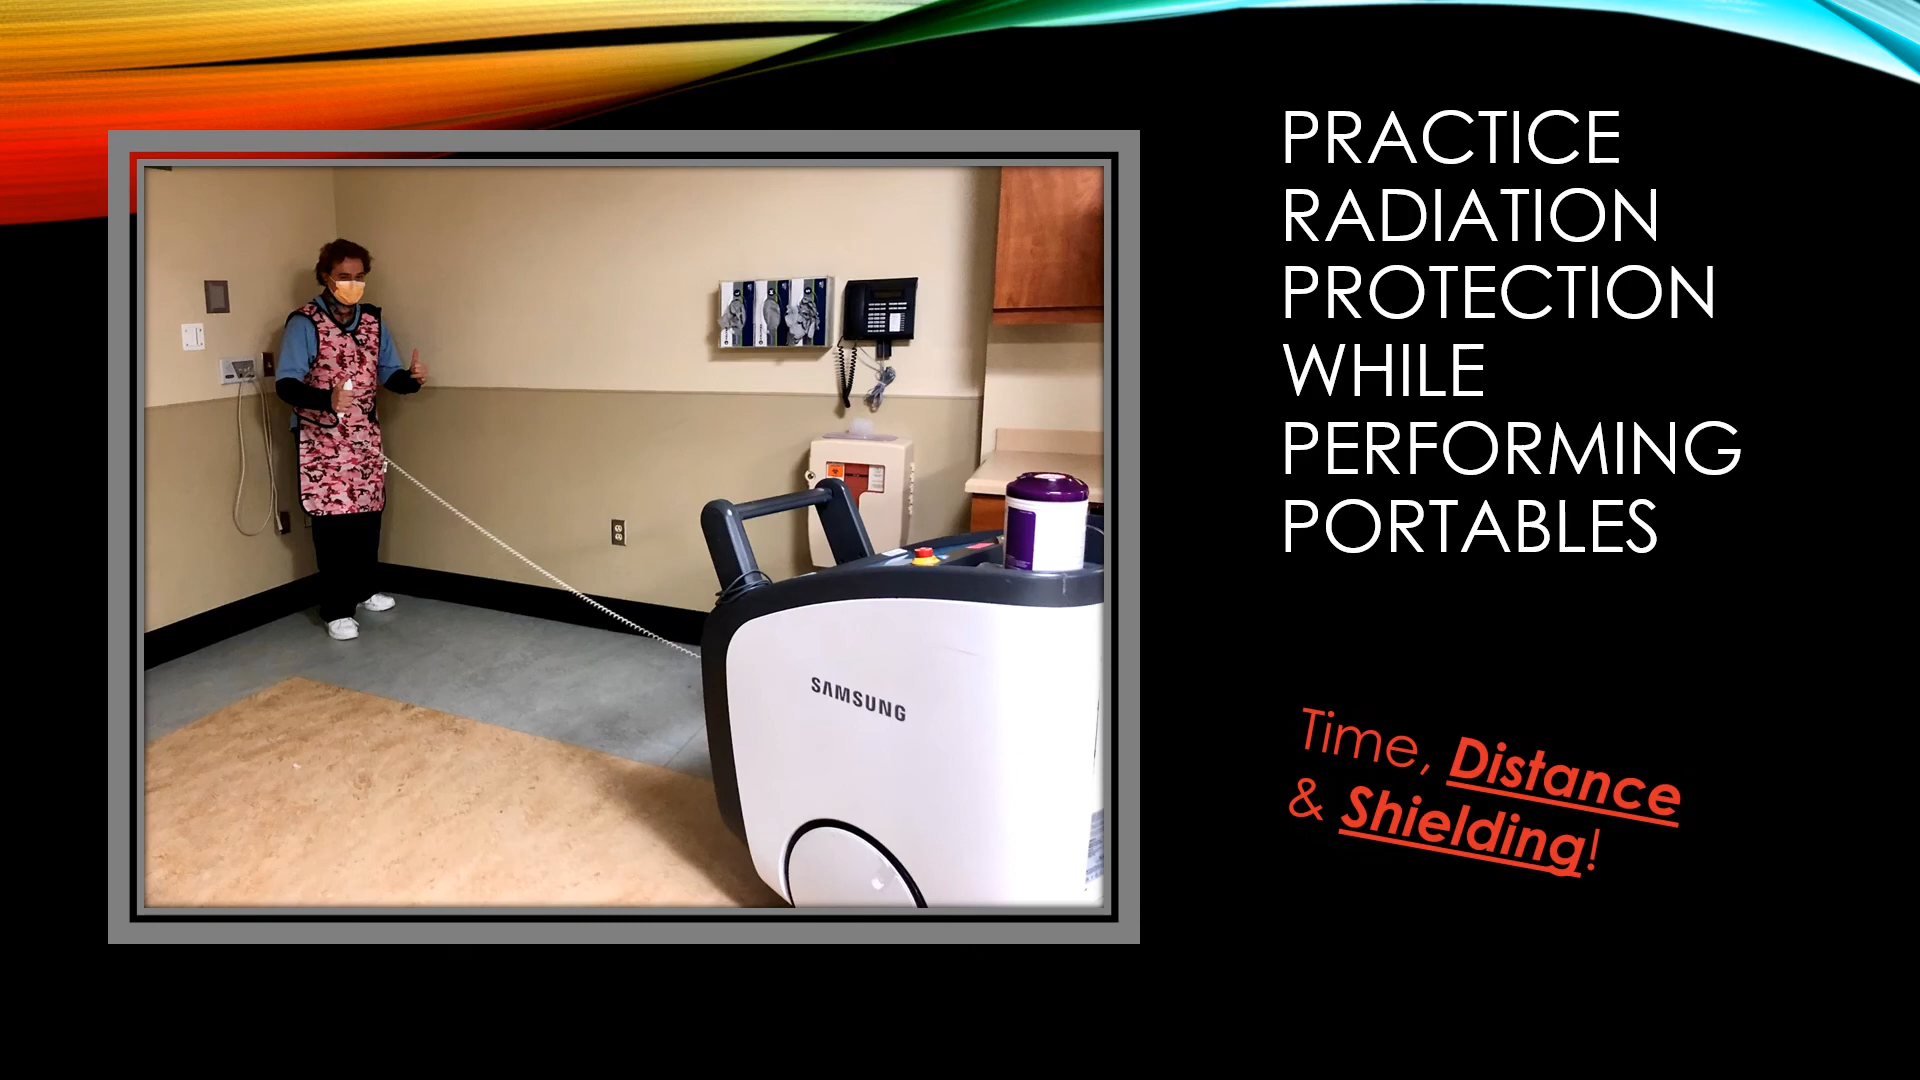 PRACTICE
RADIATION
PROTECTION
WHILE
PERFORMING
PORTABLES
Time, Distance
& Shielding!
SAMSUNG